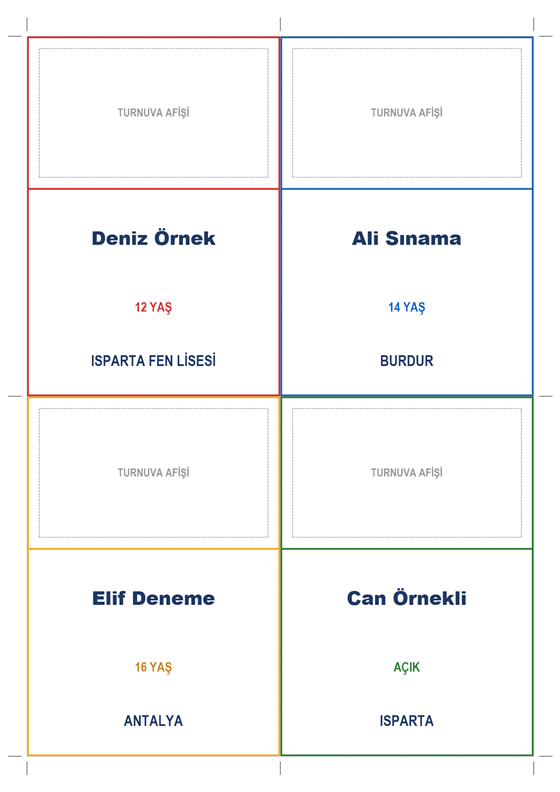 TURNUVA AFİŞİ
Deniz Örnek
12 YAŞ
ISPARTA FEN LİSESİ
TURNUVA AFİŞİ
Ali Sınama
14 YAŞ
BURDUR
TURNUVA AFİŞİ
Elif Deneme
16 YAŞ
ANTALYA
TURNUVA AFİŞİ
Can Örnekli
AÇIK
ISPARTA